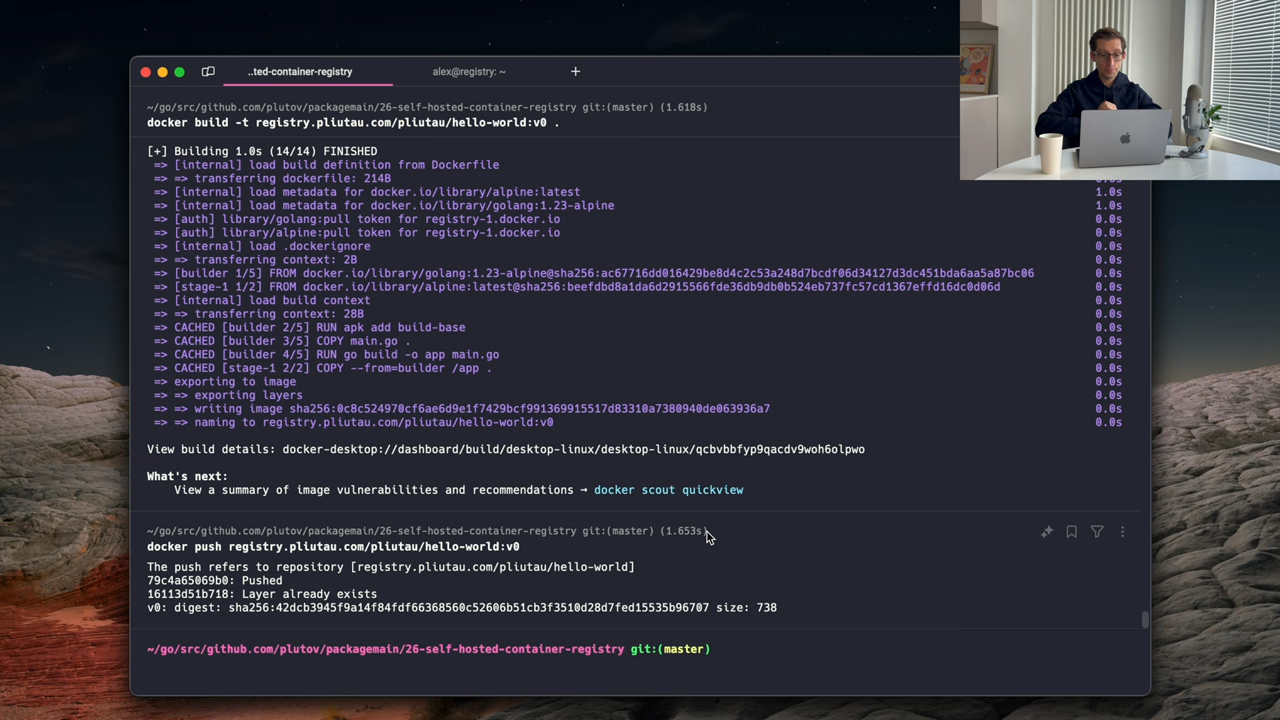 ..ted-container-registry
alex@registry: ~
+
~/go/src/github.com/plutov/packagemain/26-self-hosted-container-registry git:(master) (1.618s)
docker build -t registry.pliutau.com/pliutau/hello-world:v0 .
[+] Building 1.0s (14/14) FINISHED
=> [internal] load build definition from Dockerfile
=> => transferring dockerfile: 214B 0.0s
=> [internal] load metadata for docker.io/library/alpine:latest 1.0s
=> [internal] load metadata for docker.io/library/golang:1.23-alpine 1.0s
=> [auth] library/golang:pull token for registry-1.docker.io 0.0s
=> [auth] library/alpine:pull token for registry-1.docker.io 0.0s
=> [internal] load .dockerignore 0.0s
=> => transferring context: 2B 0.0s
=> [builder 1/5] FROM docker.io/library/golang:1.23-alpine@sha256:ac67716dd016429be8d4c2c53a248d7bcdf06d34127d3dc451bda6aa5a87bc06 0.0s
=> [stage-1 1/2] FROM docker.io/library/alpine:latest@sha256:beefdbd8a1da6d2915566fde36db9db0b524eb737fc57cd1367effd16dc0d06d 0.0s
=> [internal] load build context 0.0s
=> => transferring context: 28B 0.0s
=> CACHED [builder 2/5] RUN apk add build-base 0.0s
=> CACHED [builder 3/5] COPY main.go . 0.0s
=> CACHED [builder 4/5] RUN go build -o app main.go 0.0s
=> CACHED [stage-1 2/2] COPY --from=builder /app . 0.0s
=> exporting to image 0.0s
=> => exporting layers 0.0s
=> => writing image sha256:0c8c524970cf6ae6d9e1f7429bcf991369915517d83310a7380940de063936a7 0.0s
=> => naming to registry.pliutau.com/pliutau/hello-world:v0 0.0s
View build details: docker-desktop://dashboard/build/desktop-linux/desktop-linux/qcbvbbfyp9qacdv9woh6olpwo
What's next:
View a summary of image vulnerabilities and recommendations → docker scout quickview
~/go/src/github.com/plutov/packagemain/26-self-hosted-container-registry git:(master) (1.653s)
docker push registry.pliutau.com/pliutau/hello-world:v0
The push refers to repository [registry.pliutau.com/pliutau/hello-world]
79c4a65069b0: Pushed
16113d51b718: Layer already exists
v0: digest: sha256:42dcb3945f9a14f84fdf66368560c52606b51cb3f3510d28d7fed15535b96707 size: 738
~/go/src/github.com/plutov/packagemain/26-self-hosted-container-registry git:(master)